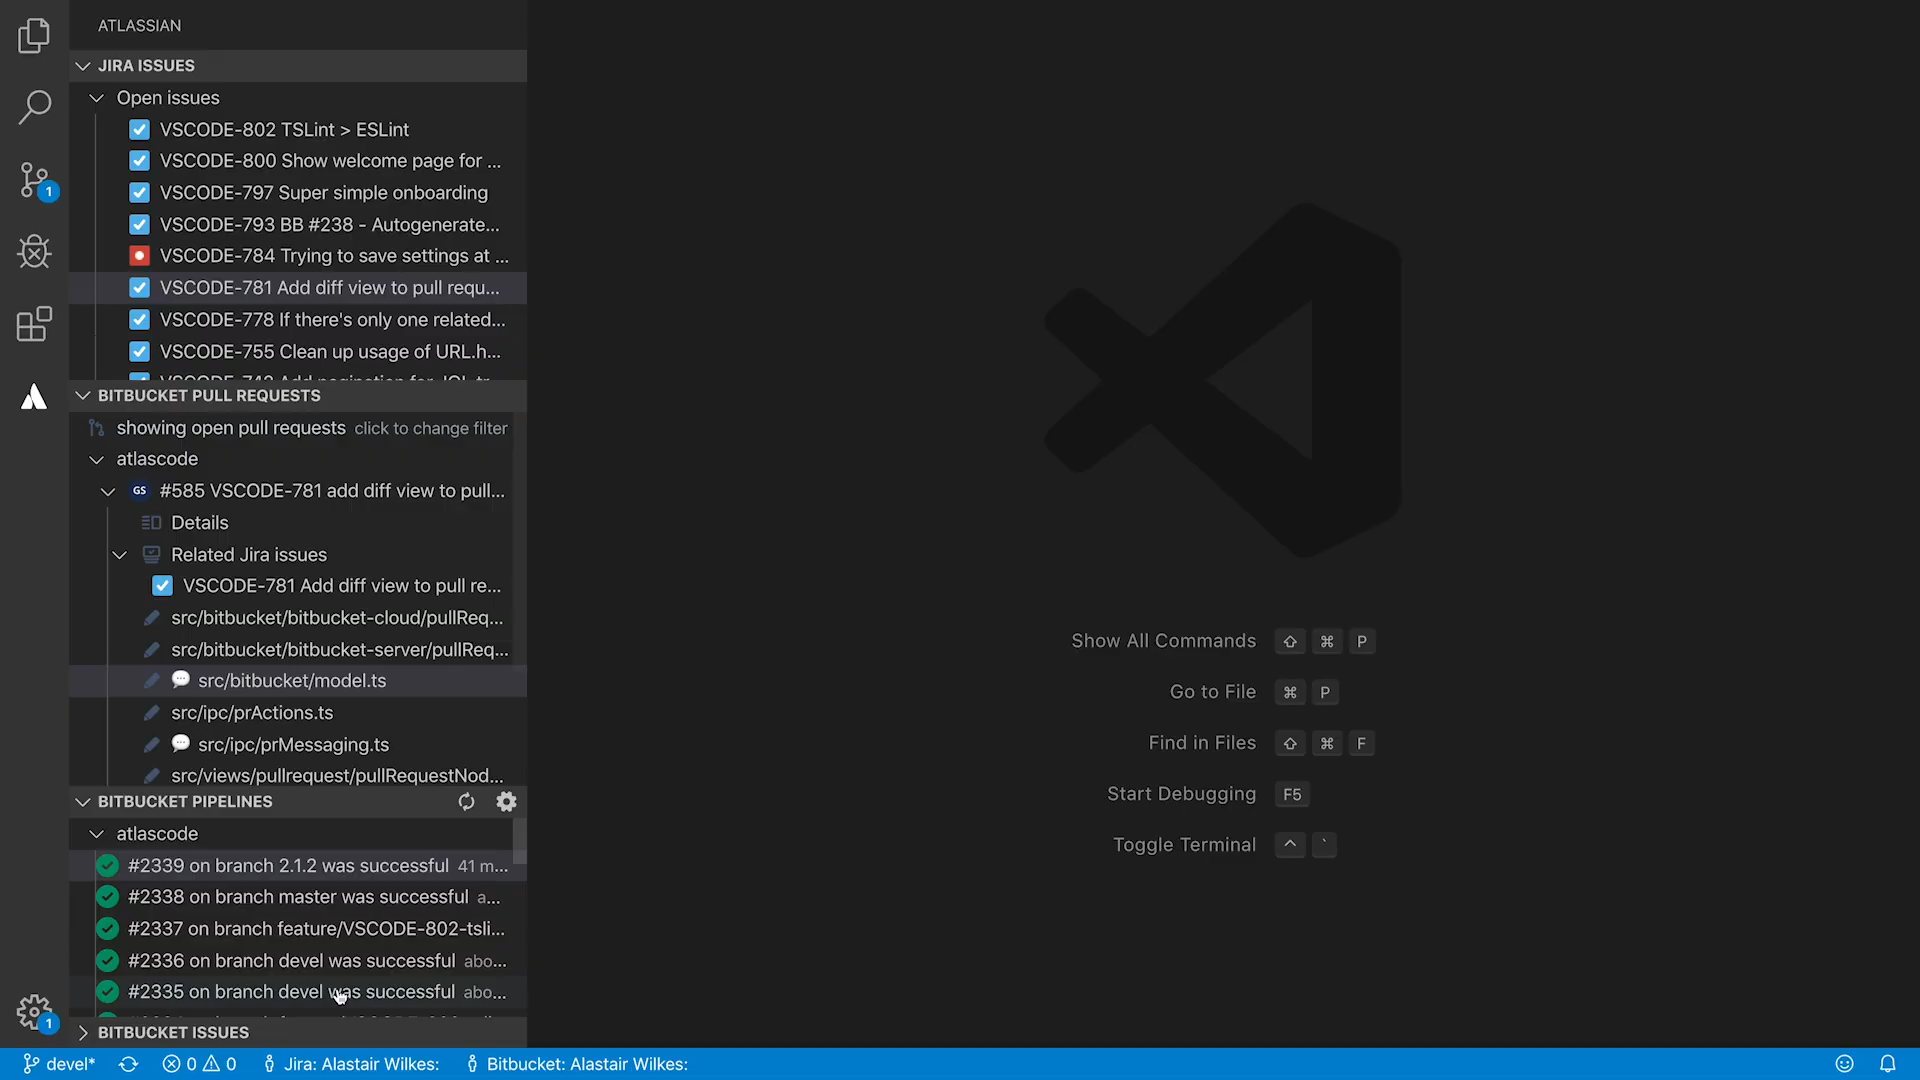 ATLASSIAN
JIRA ISSUES
Open issues
VSCODE-802 TSLint > ESLint
VSCODE-800 Show welcome page for ...
VSCODE-797 Super simple onboarding
VSCODE-793 BB #238 - Autogenerate...
VSCODE-784 Trying to save settings at ...
VSCODE-781 Add diff view to pull requ...
VSCODE-778 If there's only one related...
VSCODE-755 Clean up usage of URL.h...
BITBUCKET PULL REQUESTS
showing open pull requests click to change filter
atlascode
GS #585 VSCODE-781 add diff view to pull...
Details
Related Jira issues
VSCODE-781 Add diff view to pull re...
src/bitbucket/bitbucket-cloud/pullReq...
src/bitbucket/bitbucket-server/pullReq...
src/bitbucket/model.ts
src/ipc/prActions.ts
src/ipc/prMessaging.ts
src/views/pullrequest/pullRequestNod...
BITBUCKET PIPELINES
atlascode
#2339 on branch 2.1.2 was successful 41 m...
#2338 on branch master was successful a...
#2337 on branch feature/VSCODE-802-tsli...
#2336 on branch devel was successful abo...
#2335 on branch devel was successful abo...
BITBUCKET ISSUES
1
1
Show All Commands ⇧ ⌘ P
Go to File ⌘ P
Find in Files ⇧ ⌘ F
Start Debugging F5
Toggle Terminal ^ `
devel* 0 0 Jira: Alastair Wilkes: Bitbucket: Alastair Wilkes: